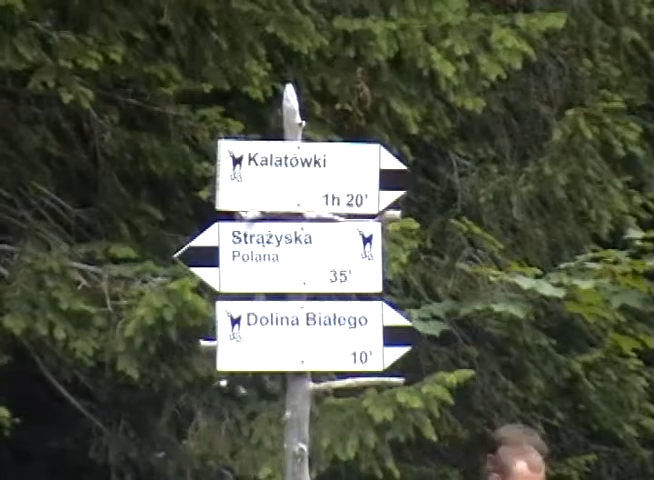 Kalatówki
1h 20'
Strążyska
Polana
35'
Dolina Białego
10'